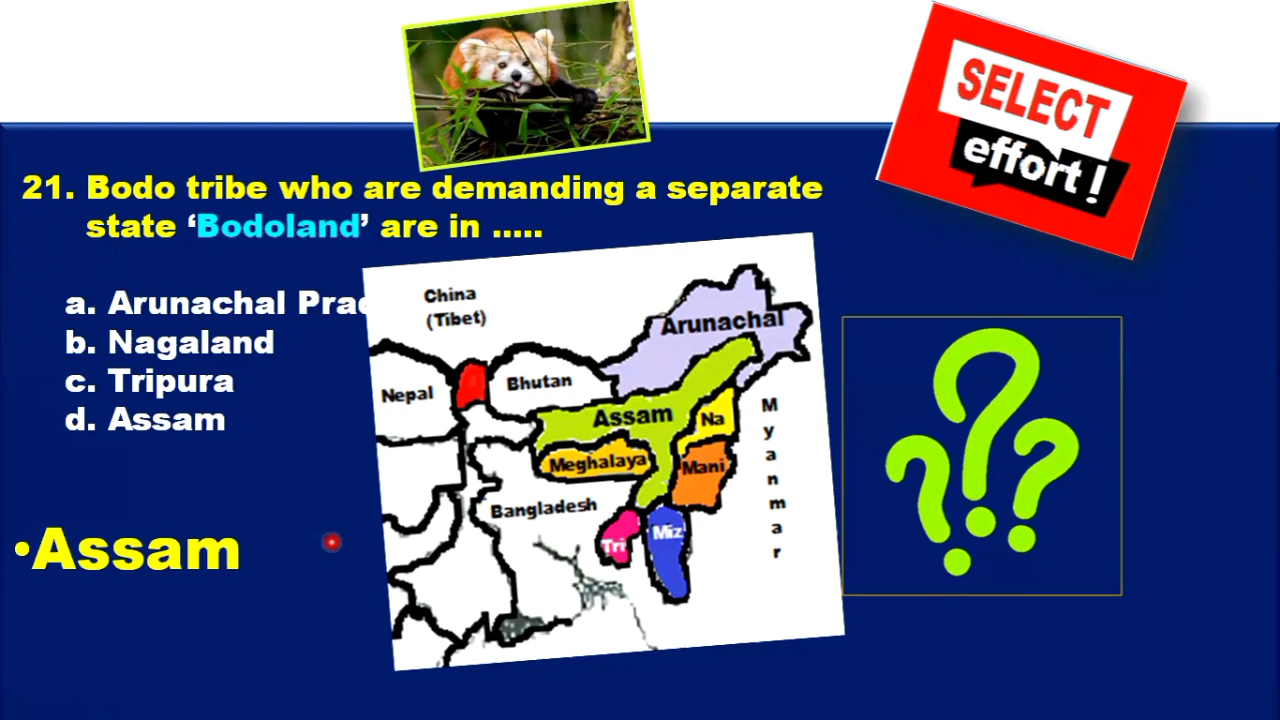 SELECT
effort!
21. Bodo tribe who are demanding a separate
state ‘Bodoland’ are in .....
a. Arunachal Prad
b. Nagaland
c. Tripura
d. Assam
•Assam
China
(Tibet)
Arunachal
Nepal
Bhutan
Assam
Na
Meghalaya
Mani
Bangladesh
Tri
Miz
Myanmar
???